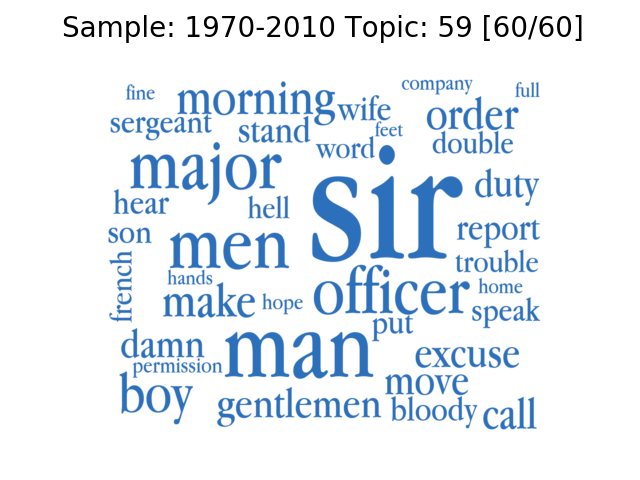 Sample: 1970-2010 Topic: 59 [60/60]
fine morning wife company full
sergeant stand feet order
word double
major sir duty
hear hell
son men report
french trouble
hands officer home
make hope speak
put
damn man excuse
permission move
boy gentlemen bloody call